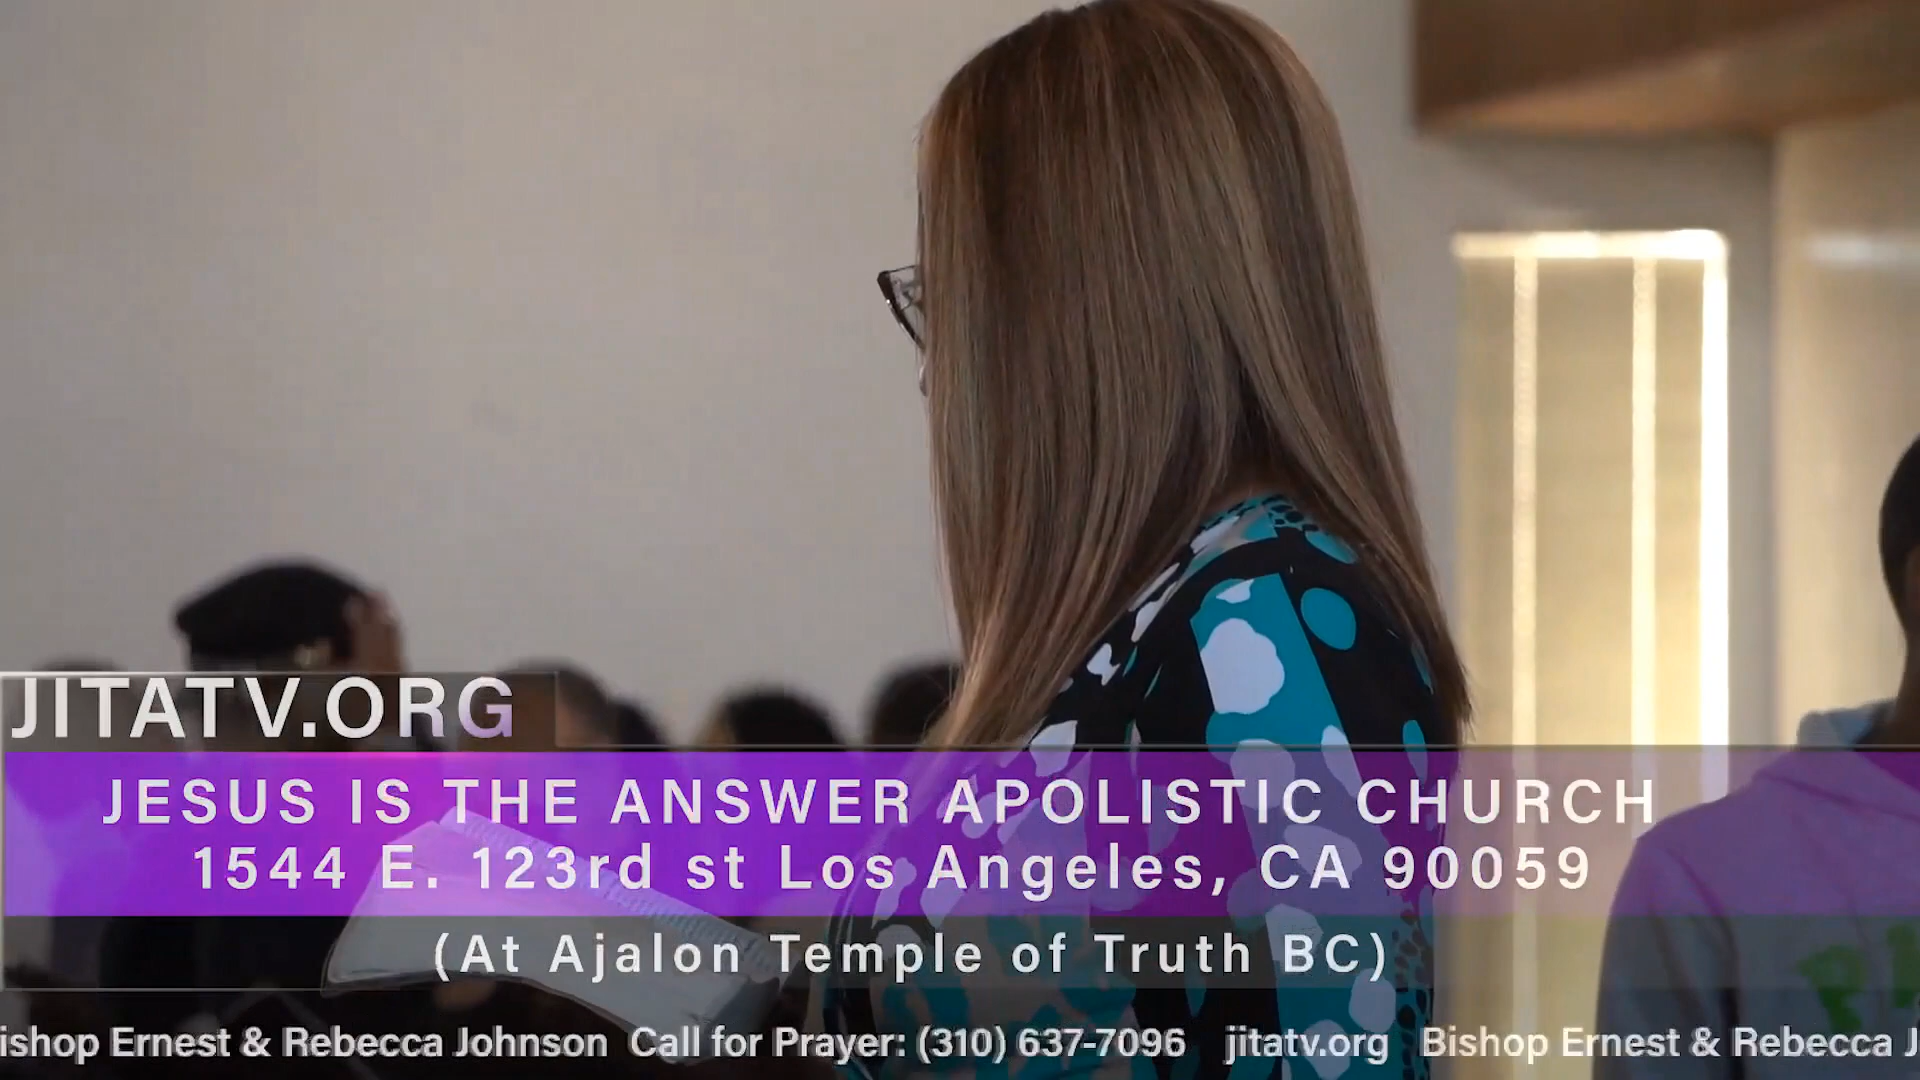 JITATV.ORG
JESUS IS THE ANSWER APOLISTIC CHURCH
1544 E. 123rd st Los Angeles, CA 90059
(At Ajalon Temple of Truth BC)
ishop Ernest & Rebecca Johnson Call for Prayer: (310) 637-7096 jitatv.org Bishop Ernest & Rebecca J